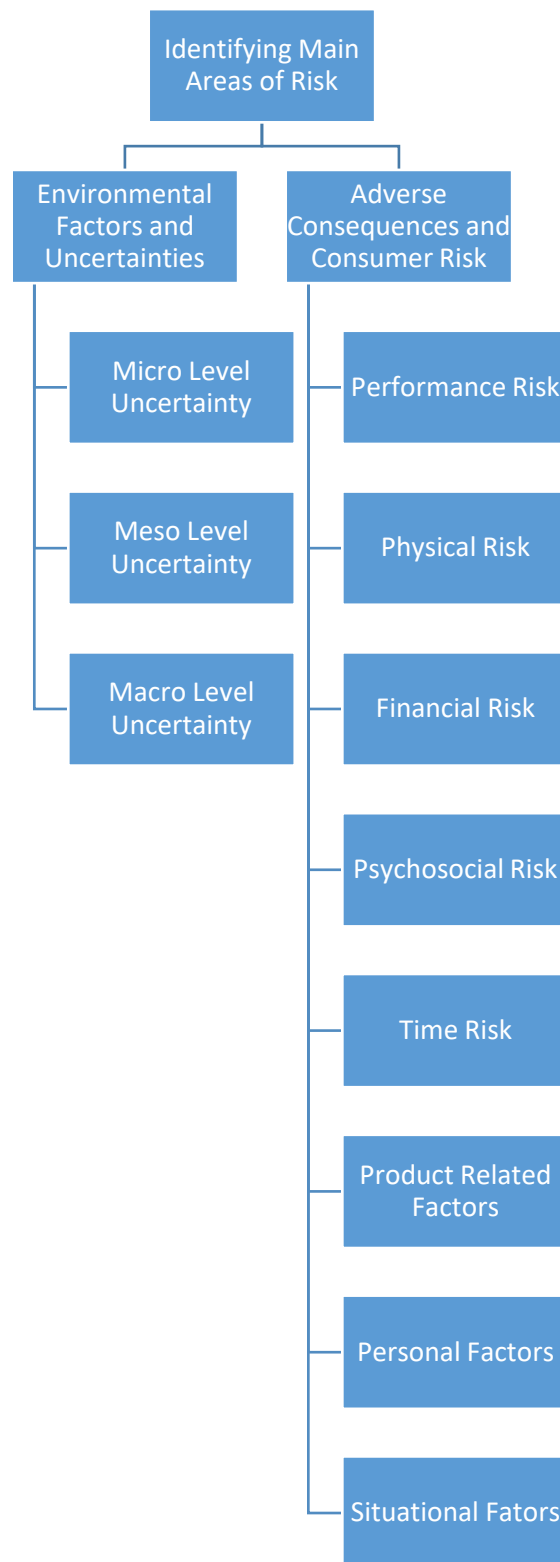 Identifying Main
Areas of Risk
Environmental
Factors and
Uncertainties
Micro Level
Uncertainty
Meso Level
Uncertainty
Macro Level
Uncertainty
Adverse
Consequences and
Consumer Risk
Performance Risk
Physical Risk
Financial Risk
Psychosocial Risk
Time Risk
Product Related
Factors
Personal Factors
Situational Fators